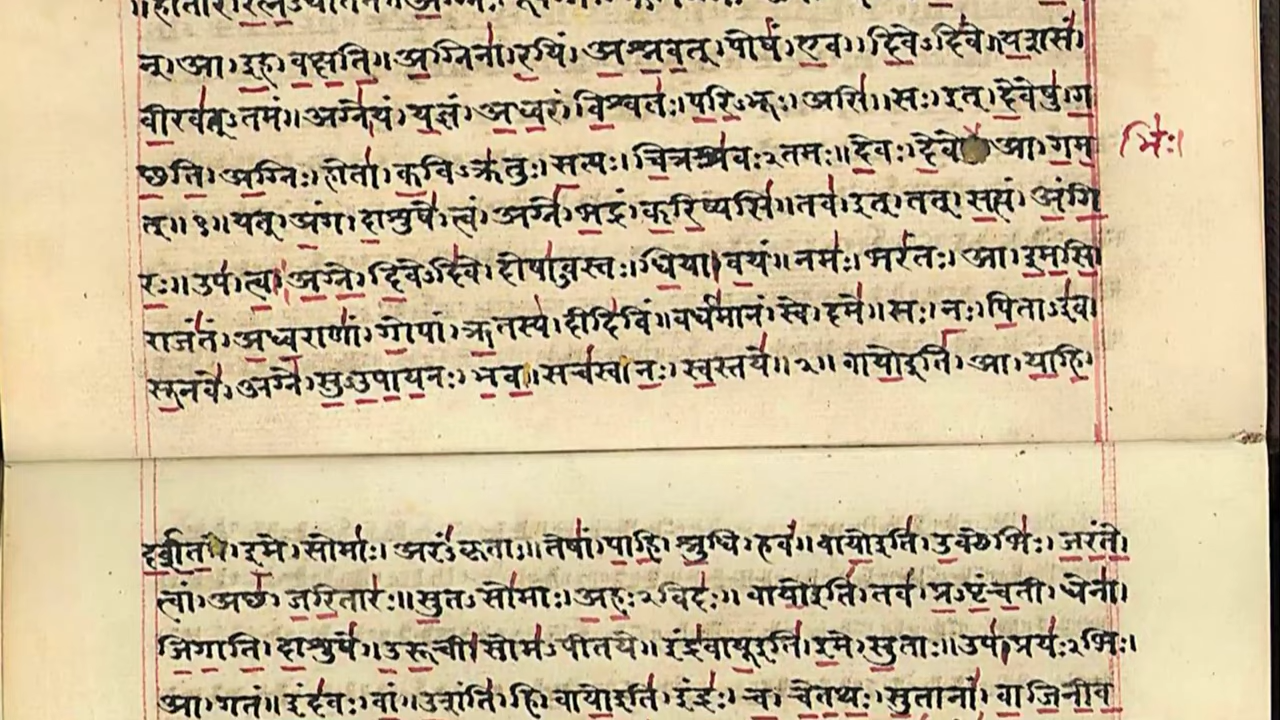 न्।आ।इह।वक्षति॥अग्निना।रयिं।अश्नवत्।पोषं।एव।दिवेऽदिवे॥यशसं।
वीरवत्ऽतमं॥अग्ने।यं।यज्ञं।अध्वरं।विश्वतः।परिऽभूः।असि॥सः।इत्।देवेषु।ग
च्छति।अग्निः।होता।कविऽक्रतुः।सत्यः।चित्रश्रवःऽतमः॥देवः।देवे आ।गम
भिः।
त्॥१॥यत्।अंग।दाशुषे।त्वं।अग्ने।भद्रं।करिष्यसि॥तव।इत्।तत्।सत्यं।अंगि
रः॥उप।त्वा।अग्ने।दिवेऽदिवे।दोषाऽवस्तः।धिया।वयं॥नमः।भरंतः।आ।इमसि।
राजंतं।अध्वराणां।गोपां।ऋतस्य।दीदिविं॥वर्धमानं।स्वे।दमे॥सः।नः।पिताऽइव।
सूनवे।अग्ने।सुऽउपायनः।भव॥सचस्व।नः।स्वस्तये॥२॥वायो इति।आ।याहि।
दर्शत।इमे।सोमाः।अरंऽकृताः॥तेषां।पाहि।श्रुधि।हवं॥वायो इति।उक्थेभिः।जरंते।
त्वां।अच्छ।जरितारः॥सुतऽसोमाः।अहःऽविदः॥वायो इति।तव।प्रऽपृंचती।धेना।
जिगाति।दाशुषे॥उरूची।सोमऽपीतये॥इंद्रवायू इति।इमे।सुताः॥उप।प्रयःऽभिः।
आ।गतं॥इंदवः।वां।उशंति।हि।वायो इति।इंद्रः।च।चेतथः।सुतानां।वाजिनीव